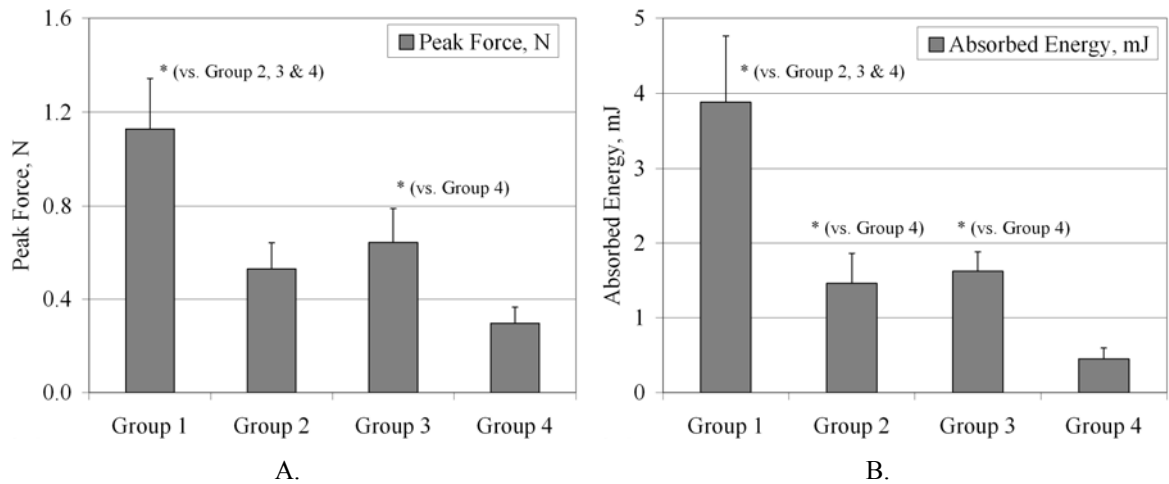 1.6
Peak Force, N
* (vs. Group 2, 3 & 4)
1.2
* (vs. Group 4)
0.8
0.4
0.0
Peak Force, N
Group 1 Group 2 Group 3 Group 4
A.
5
Absorbed Energy, mJ
* (vs. Group 2, 3 & 4)
4
3
2
* (vs. Group 4) * (vs. Group 4)
1
0
Absorbed Energy, mJ
Group 1 Group 2 Group 3 Group 4
B.